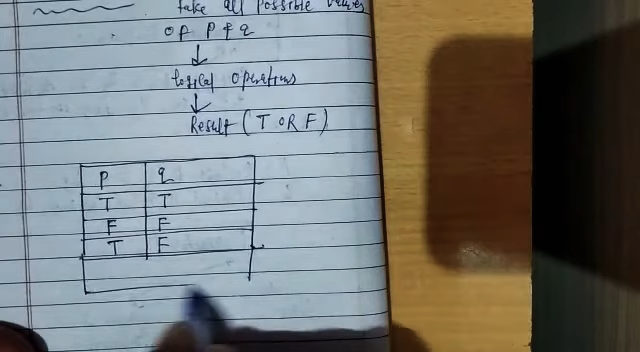 take all possible values
of p & q
logical operations
Result (T OR F)
p q
T T
F F
T F